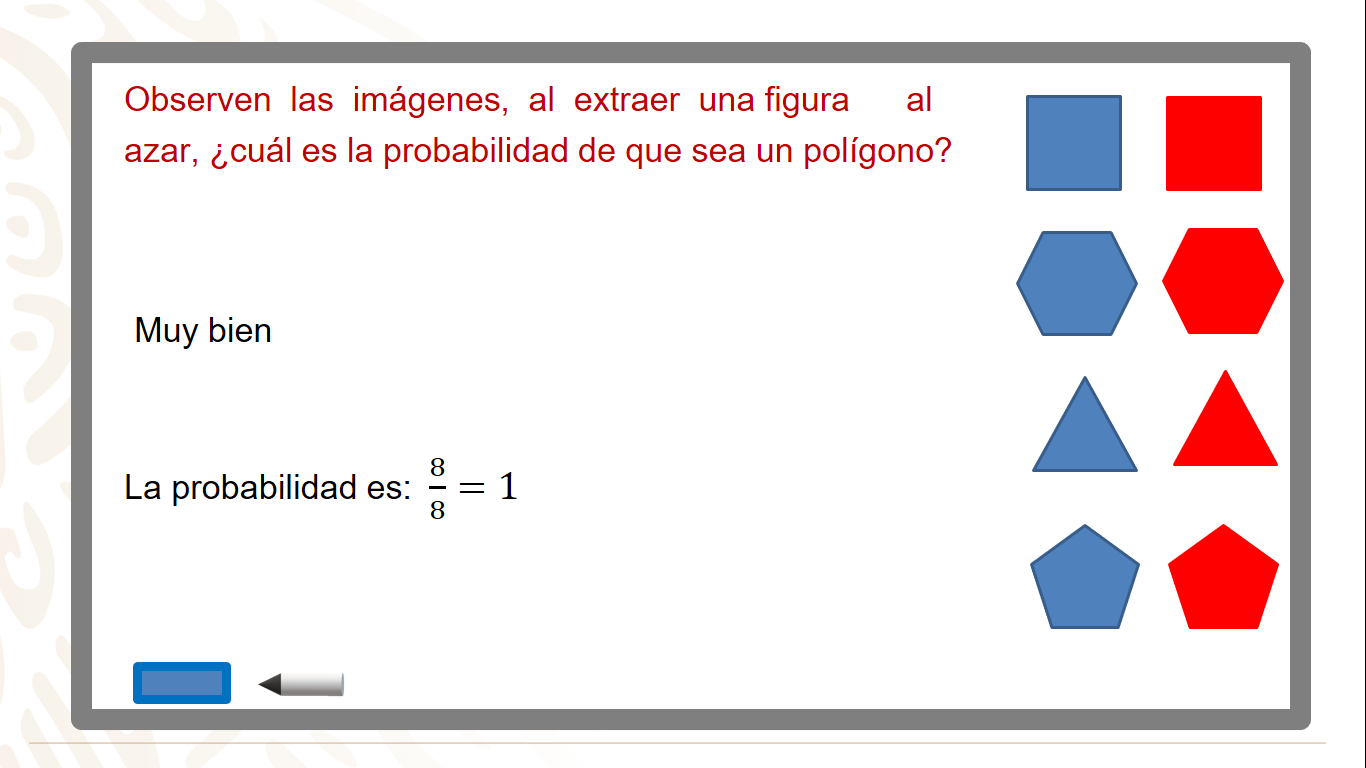 Observen las imágenes, al extraer una figura al
azar, ¿cuál es la probabilidad de que sea un polígono?
Muy bien
La probabilidad es: 8/8 = 1